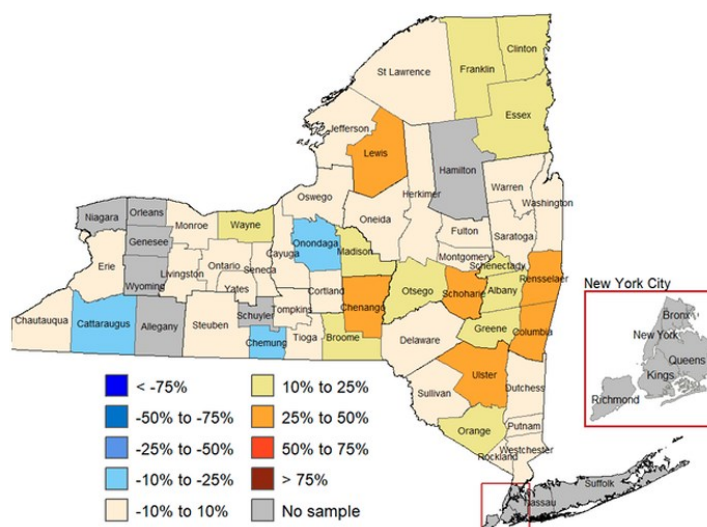 Clinton
Franklin
St Lawrence
Essex
Jefferson
Lewis
Hamilton
Warren
Washington
Oswego
Herkimer
Oneida
Niagara
Orleans
Monroe
Wayne
Fulton
Saratoga
Genesee
Onondaga
Madison
Montgomery
Erie
Wyoming
Livingston
Ontario
Seneca
Cayuga
Yates
Schenectady
Rensselaer
Otsego
Schoharie
Albany
Cortland
Chenango
Chautauqua
Cattaraugus
Allegany
Steuben
Schuyler
Tompkins
Chemung
Tioga
Broome
Delaware
Greene
Columbia
Ulster
Dutchess
Sullivan
Orange
Putnam
Westchester
Rockland
Suffolk
Nassau
New York City
Bronx
New York
Queens
Kings
Richmond
< -75%
-50% to -75%
-25% to -50%
-10% to -25%
-10% to 10%
10% to 25%
25% to 50%
50% to 75%
> 75%
No sample